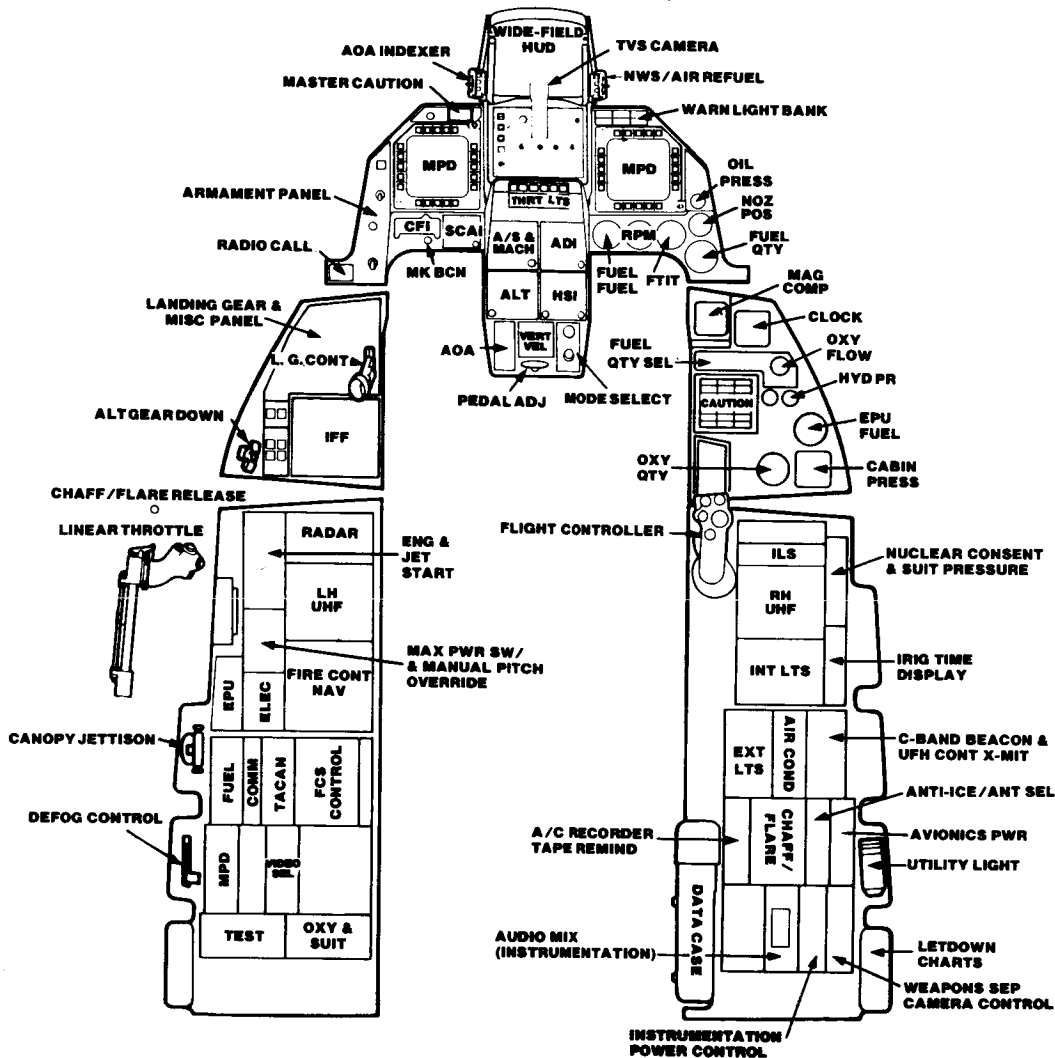 WIDE-FIELD
HUD
AOA INDEXER
TVS CAMERA
MASTER CAUTION
NWS/AIR REFUEL
WARN LIGHT BANK
MPD
MPD
OIL
PRESS
ARMAMENT PANEL
THRT LTS
NOZ
POS
CFI
SCAI
A/S &
MACH
ADI
RPM
FUEL
QTY
RADIO CALL
MK BCN
FUEL
FUEL
FTIT
MAG
COMP
LANDING GEAR &
MISC PANEL
ALT
HSI
CLOCK
L. G. CONT
AOA
VERT
VEL
FUEL
QTY SEL
OXY
FLOW
PEDAL ADJ
MODE SELECT
HYD PR
CAUTION
ALT GEAR DOWN
IFF
EPU
FUEL
OXY
QTY
CABIN
PRESS
CHAFF/FLARE RELEASE
LINEAR THROTTLE
RADAR
ENG &
JET
START
FLIGHT CONTROLLER
ILS
NUCLEAR CONSENT
& SUIT PRESSURE
LH
UHF
RH
UHF
MAX PWR SW/
& MANUAL PITCH
OVERRIDE
FIRE CONT
NAV
INT LTS
IRIG TIME
DISPLAY
EPU
ELEC
CANOPY JETTISON
FUEL
COMM
TACAN
FCS
CONTROL
EXT
LTS
AIR COND
C-BAND BEACON &
UFH CONT X-MIT
ANTI-ICE/ANT SEL
DEFOG CONTROL
MPD
VIDEO
SEL
A/C RECORDER
TAPE REMIND
CHAFF/
FLARE
AVIONICS PWR
UTILITY LIGHT
TEST
OXY &
SUIT
AUDIO MIX
(INSTRUMENTATION)
DATA CASE
LETDOWN
CHARTS
WEAPONS SEP
CAMERA CONTROL
INSTRUMENTATION
POWER CONTROL